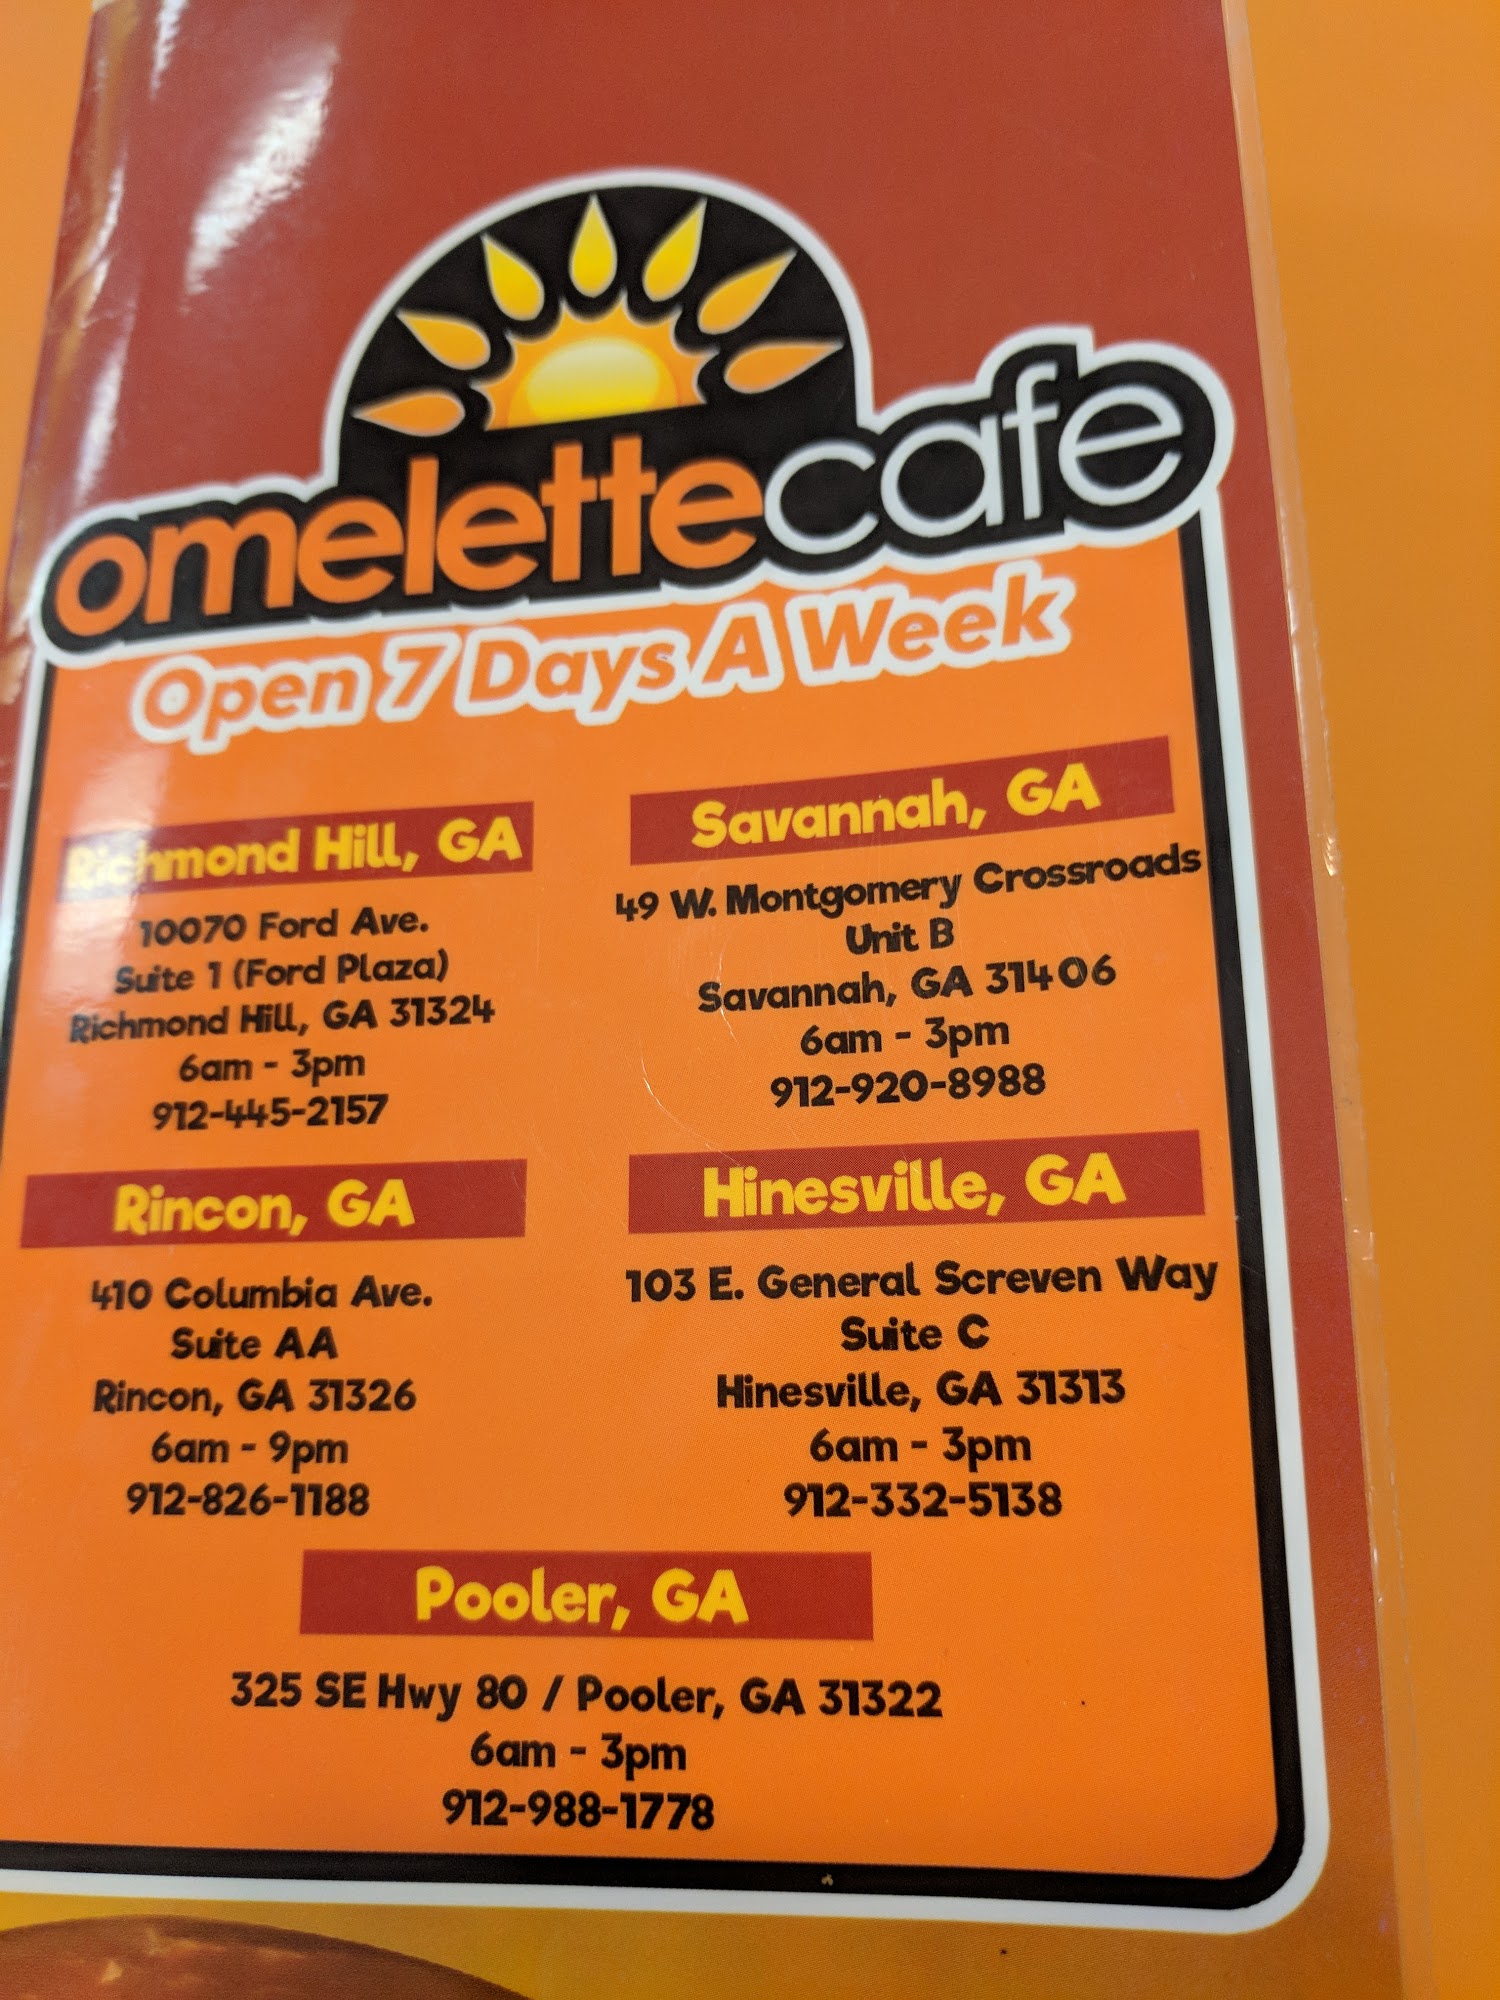 omelettecafe
Open 7 Days A Week
Richmond Hill, GA
10070 Ford Ave.
Suite 1 (Ford Plaza)
Richmond Hill, GA 31324
6am - 3pm
912-445-2157
Savannah, GA
49 W. Montgomery Crossroads
Unit B
Savannah, GA 31406
6am - 3pm
912-920-8988
Rincon, GA
410 Columbia Ave.
Suite AA
Rincon, GA 31326
6am - 9pm
912-826-1188
Hinesville, GA
103 E. General Screven Way
Suite C
Hinesville, GA 31313
6am - 3pm
912-332-5138
Pooler, GA
325 SE Hwy 80 / Pooler, GA 31322
6am - 3pm
912-988-1778